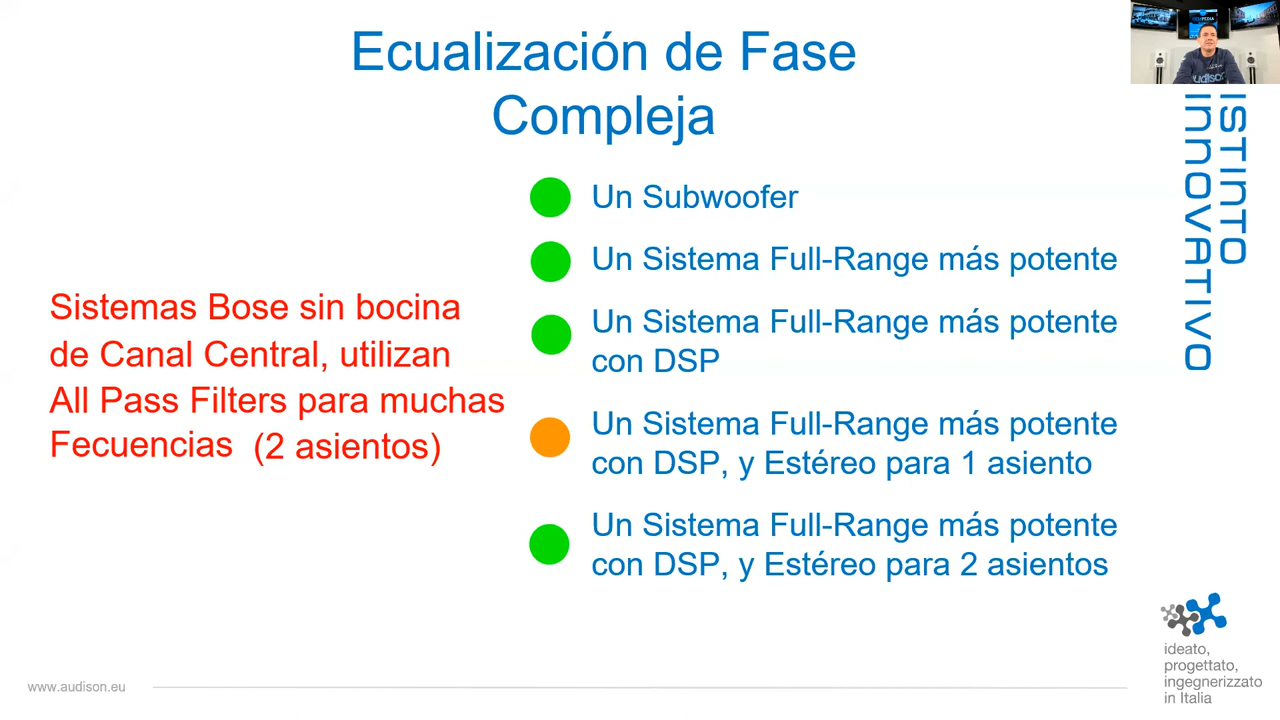 Ecualización de Fase
Compleja
Un Subwoofer
Un Sistema Full-Range más potente
Un Sistema Full-Range más potente
con DSP
Un Sistema Full-Range más potente
con DSP, y Estéreo para 1 asiento
Un Sistema Full-Range más potente
con DSP, y Estéreo para 2 asientos
Sistemas Bose sin bocina
de Canal Central, utilizan
All Pass Filters para muchas
Fecuencias (2 asientos)
ISTINTO
INNOVATIVO
audison
ideato,
progettato,
ingegnerizzato
in Italia
www.audison.eu